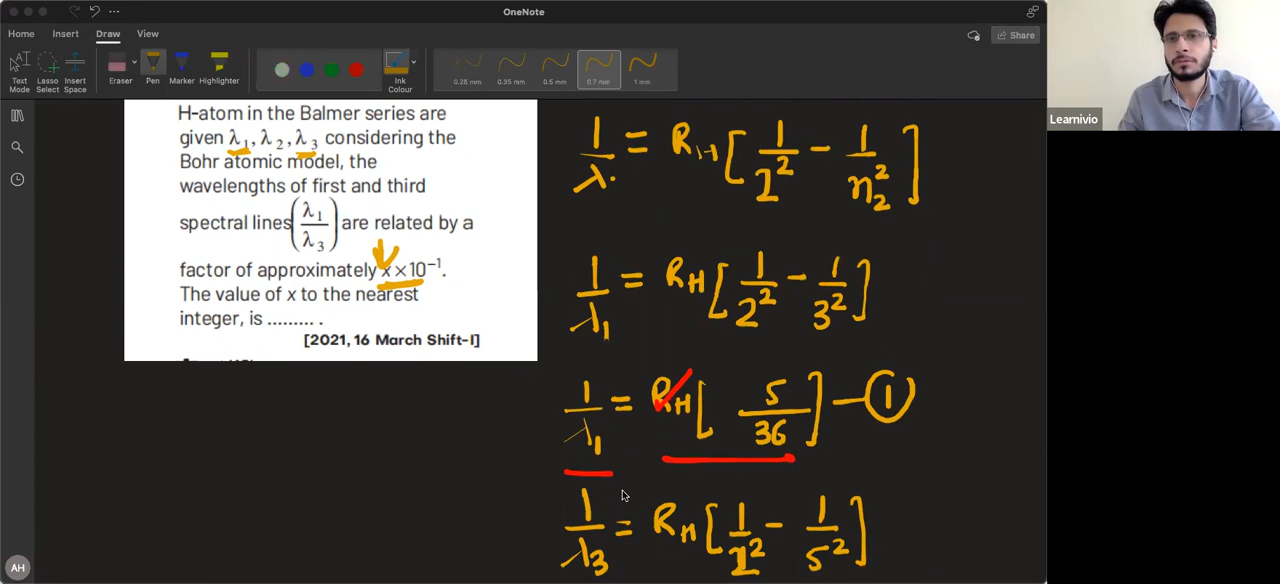 OneNote
Home Insert Draw View
Share
Text Mode
Lasso Select
Insert Space
Eraser
Pen
Marker
Highlighter
Ink Colour
0.28 mm
0.35 mm
0.5 mm
0.7 mm
1 mm
Learnivio
H-atom in the Balmer series are
given λ₁, λ₂, λ₃ considering the
Bohr atomic model, the
wavelengths of first and third
spectral lines (λ₁/λ₃) are related by a
factor of approximately x × 10⁻¹.
The value of x to the nearest
integer, is ......... .
[2021, 16 March Shift-I]
1/λ = R_H [1/2² − 1/n₂²]
1/λ₁ = R_H [1/2² − 1/3²]
1/λ₁ = R_H [5/36] — ①
1/λ₃ = R_H [1/2² − 1/5²]
AH